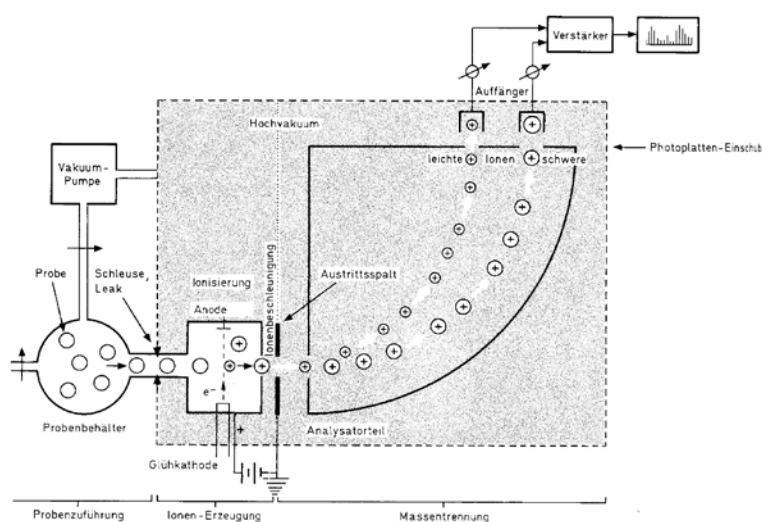 Verstärker
Auffänger
Hochvakuum
leichte Ionen schwere
Photoplatten-Einschub
Vakuum-
Pumpe
Probe
Schleuse,
Leak
Ionisierung
Anode
Ionenbeschleunigung
Austrittsspalt
e⁻
+
Probenbehälter
Analysatorteil
Glühkathode
Probenzuführung
Ionen-Erzeugung
Massentrennung